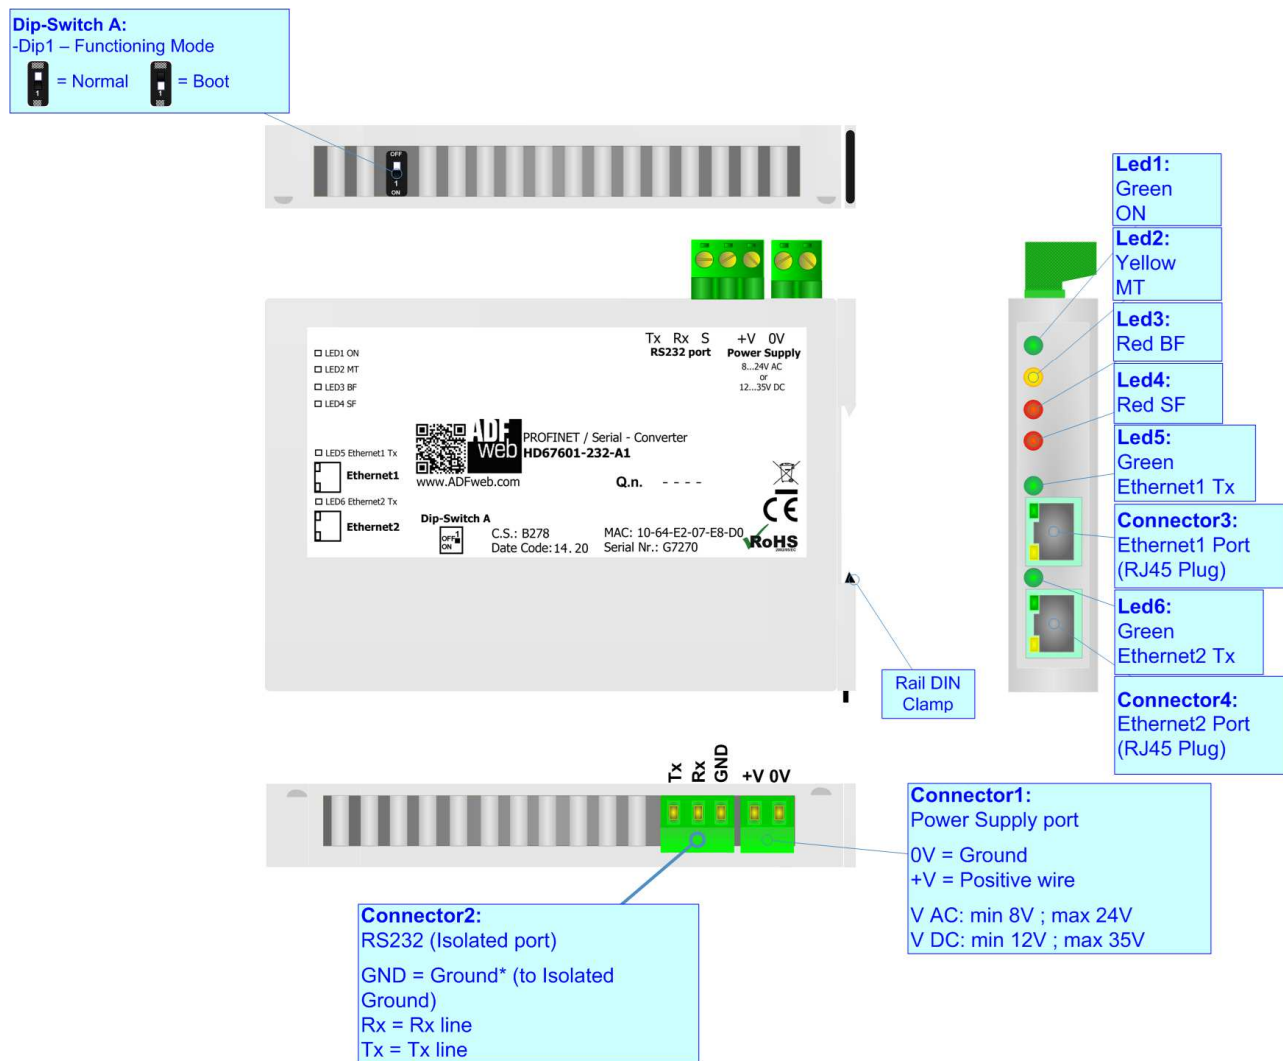 Dip-Switch A:
-Dip1 – Functioning Mode
1
= Normal
1
= Boot
OFF
1
ON
Led1:
Green
ON
Led2:
Yellow
MT
Led3:
Red BF
Led4:
Red SF
Led5:
Green
Ethernet1 Tx
Connector3:
Ethernet1 Port
(RJ45 Plug)
Led6:
Green
Ethernet2 Tx
Connector4:
Ethernet2 Port
(RJ45 Plug)
Tx Rx S +V 0V
RS232 port Power Supply
8...24V AC
or
12...35V DC
LED1 ON
LED2 MT
LED3 BF
LED4 SF
ADF
web
PROFINET / Serial - Converter
HD67601-232-A1
LED5 Ethernet1 Tx
Ethernet1
www.ADFweb.com
Q.n. - - - -
LED6 Ethernet2 Tx
Ethernet2
Dip-Switch A
OFF 1
ON
C.S.: B278
Date Code: 14.20
MAC: 10-64-E2-07-E8-D0
Serial Nr.: G7270
CE
RoHS
Rail DIN
Clamp
Tx
Rx
GND
+V 0V
Connector1:
Power Supply port
0V = Ground
+V = Positive wire
V AC: min 8V ; max 24V
V DC: min 12V ; max 35V
Connector2:
RS232 (Isolated port)
GND = Ground* (to Isolated
Ground)
Rx = Rx line
Tx = Tx line